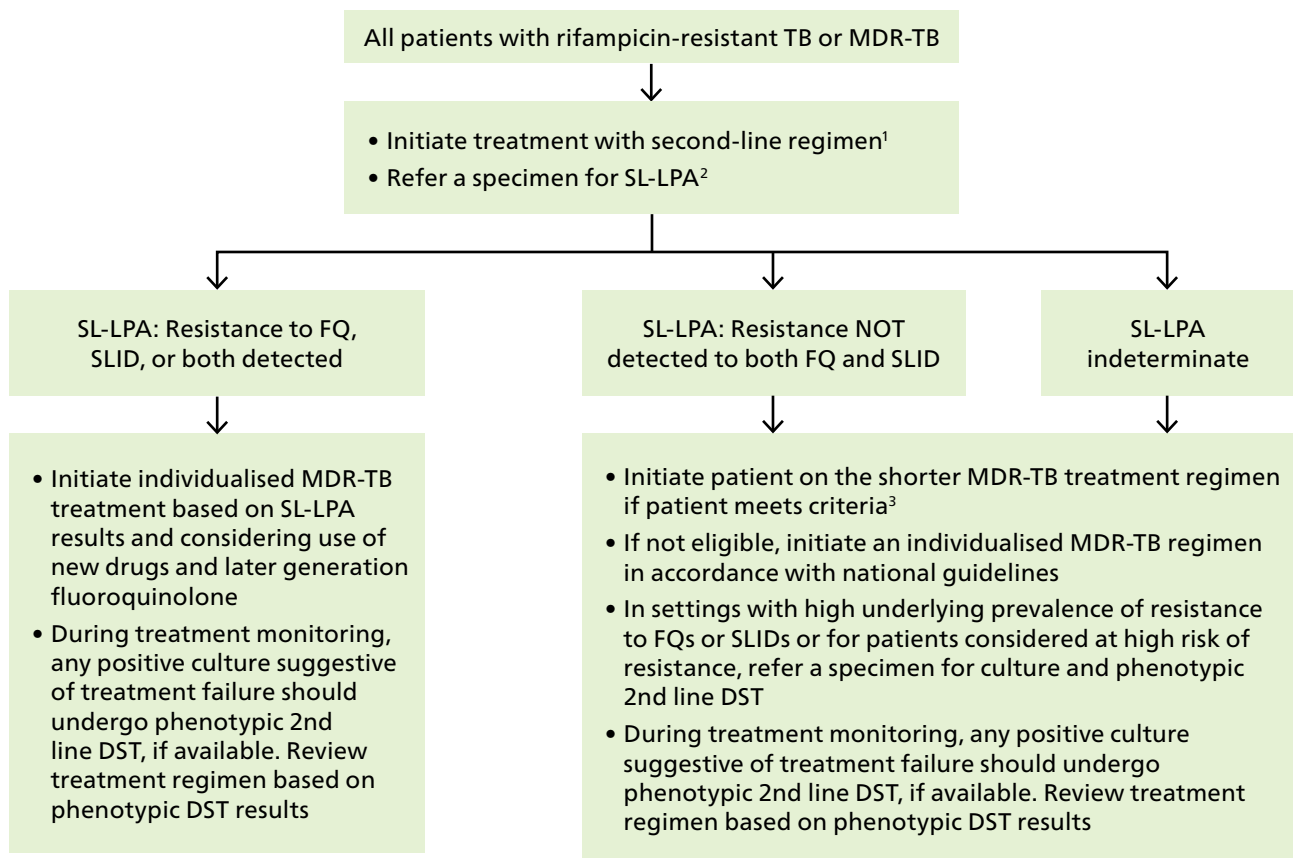 All patients with rifampicin-resistant TB or MDR-TB
• Initiate treatment with second-line regimen¹
• Refer a specimen for SL-LPA²
SL-LPA: Resistance to FQ,
SLID, or both detected
SL-LPA: Resistance NOT
detected to both FQ and SLID
SL-LPA
indeterminate
• Initiate individualised MDR-TB
treatment based on SL-LPA
results and considering use of
new drugs and later generation
fluoroquinolone
• During treatment monitoring,
any positive culture suggestive
of treatment failure should
undergo phenotypic 2nd
line DST, if available. Review
treatment regimen based on
phenotypic DST results
• Initiate patient on the shorter MDR-TB treatment regimen
if patient meets criteria³
• If not eligible, initiate an individualised MDR-TB regimen
in accordance with national guidelines
• In settings with high underlying prevalence of resistance
to FQs or SLIDs or for patients considered at high risk of
resistance, refer a specimen for culture and phenotypic
2nd line DST
• During treatment monitoring, any positive culture
suggestive of treatment failure should undergo
phenotypic 2nd line DST, if available. Review treatment
regimen based on phenotypic DST results